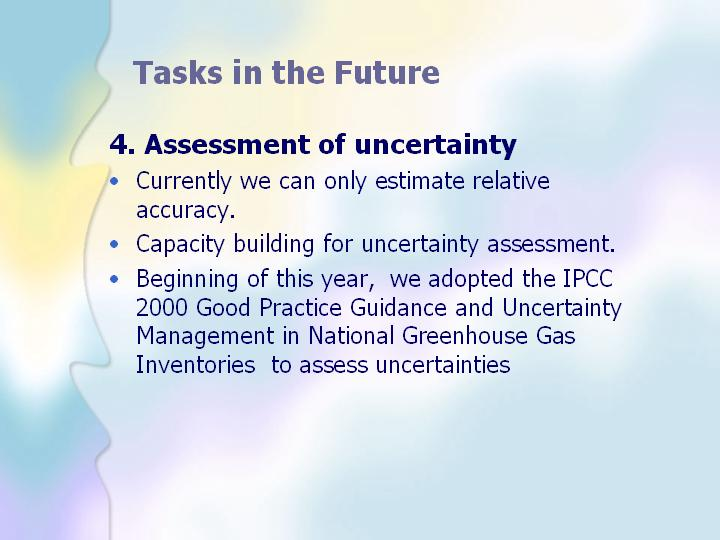 Tasks in the Future
4. Assessment of uncertainty
• Currently we can only estimate relative
accuracy.
• Capacity building for uncertainty assessment.
• Beginning of this year,  we adopted the IPCC
2000 Good Practice Guidance and Uncertainty
Management in National Greenhouse Gas
Inventories  to assess uncertainties